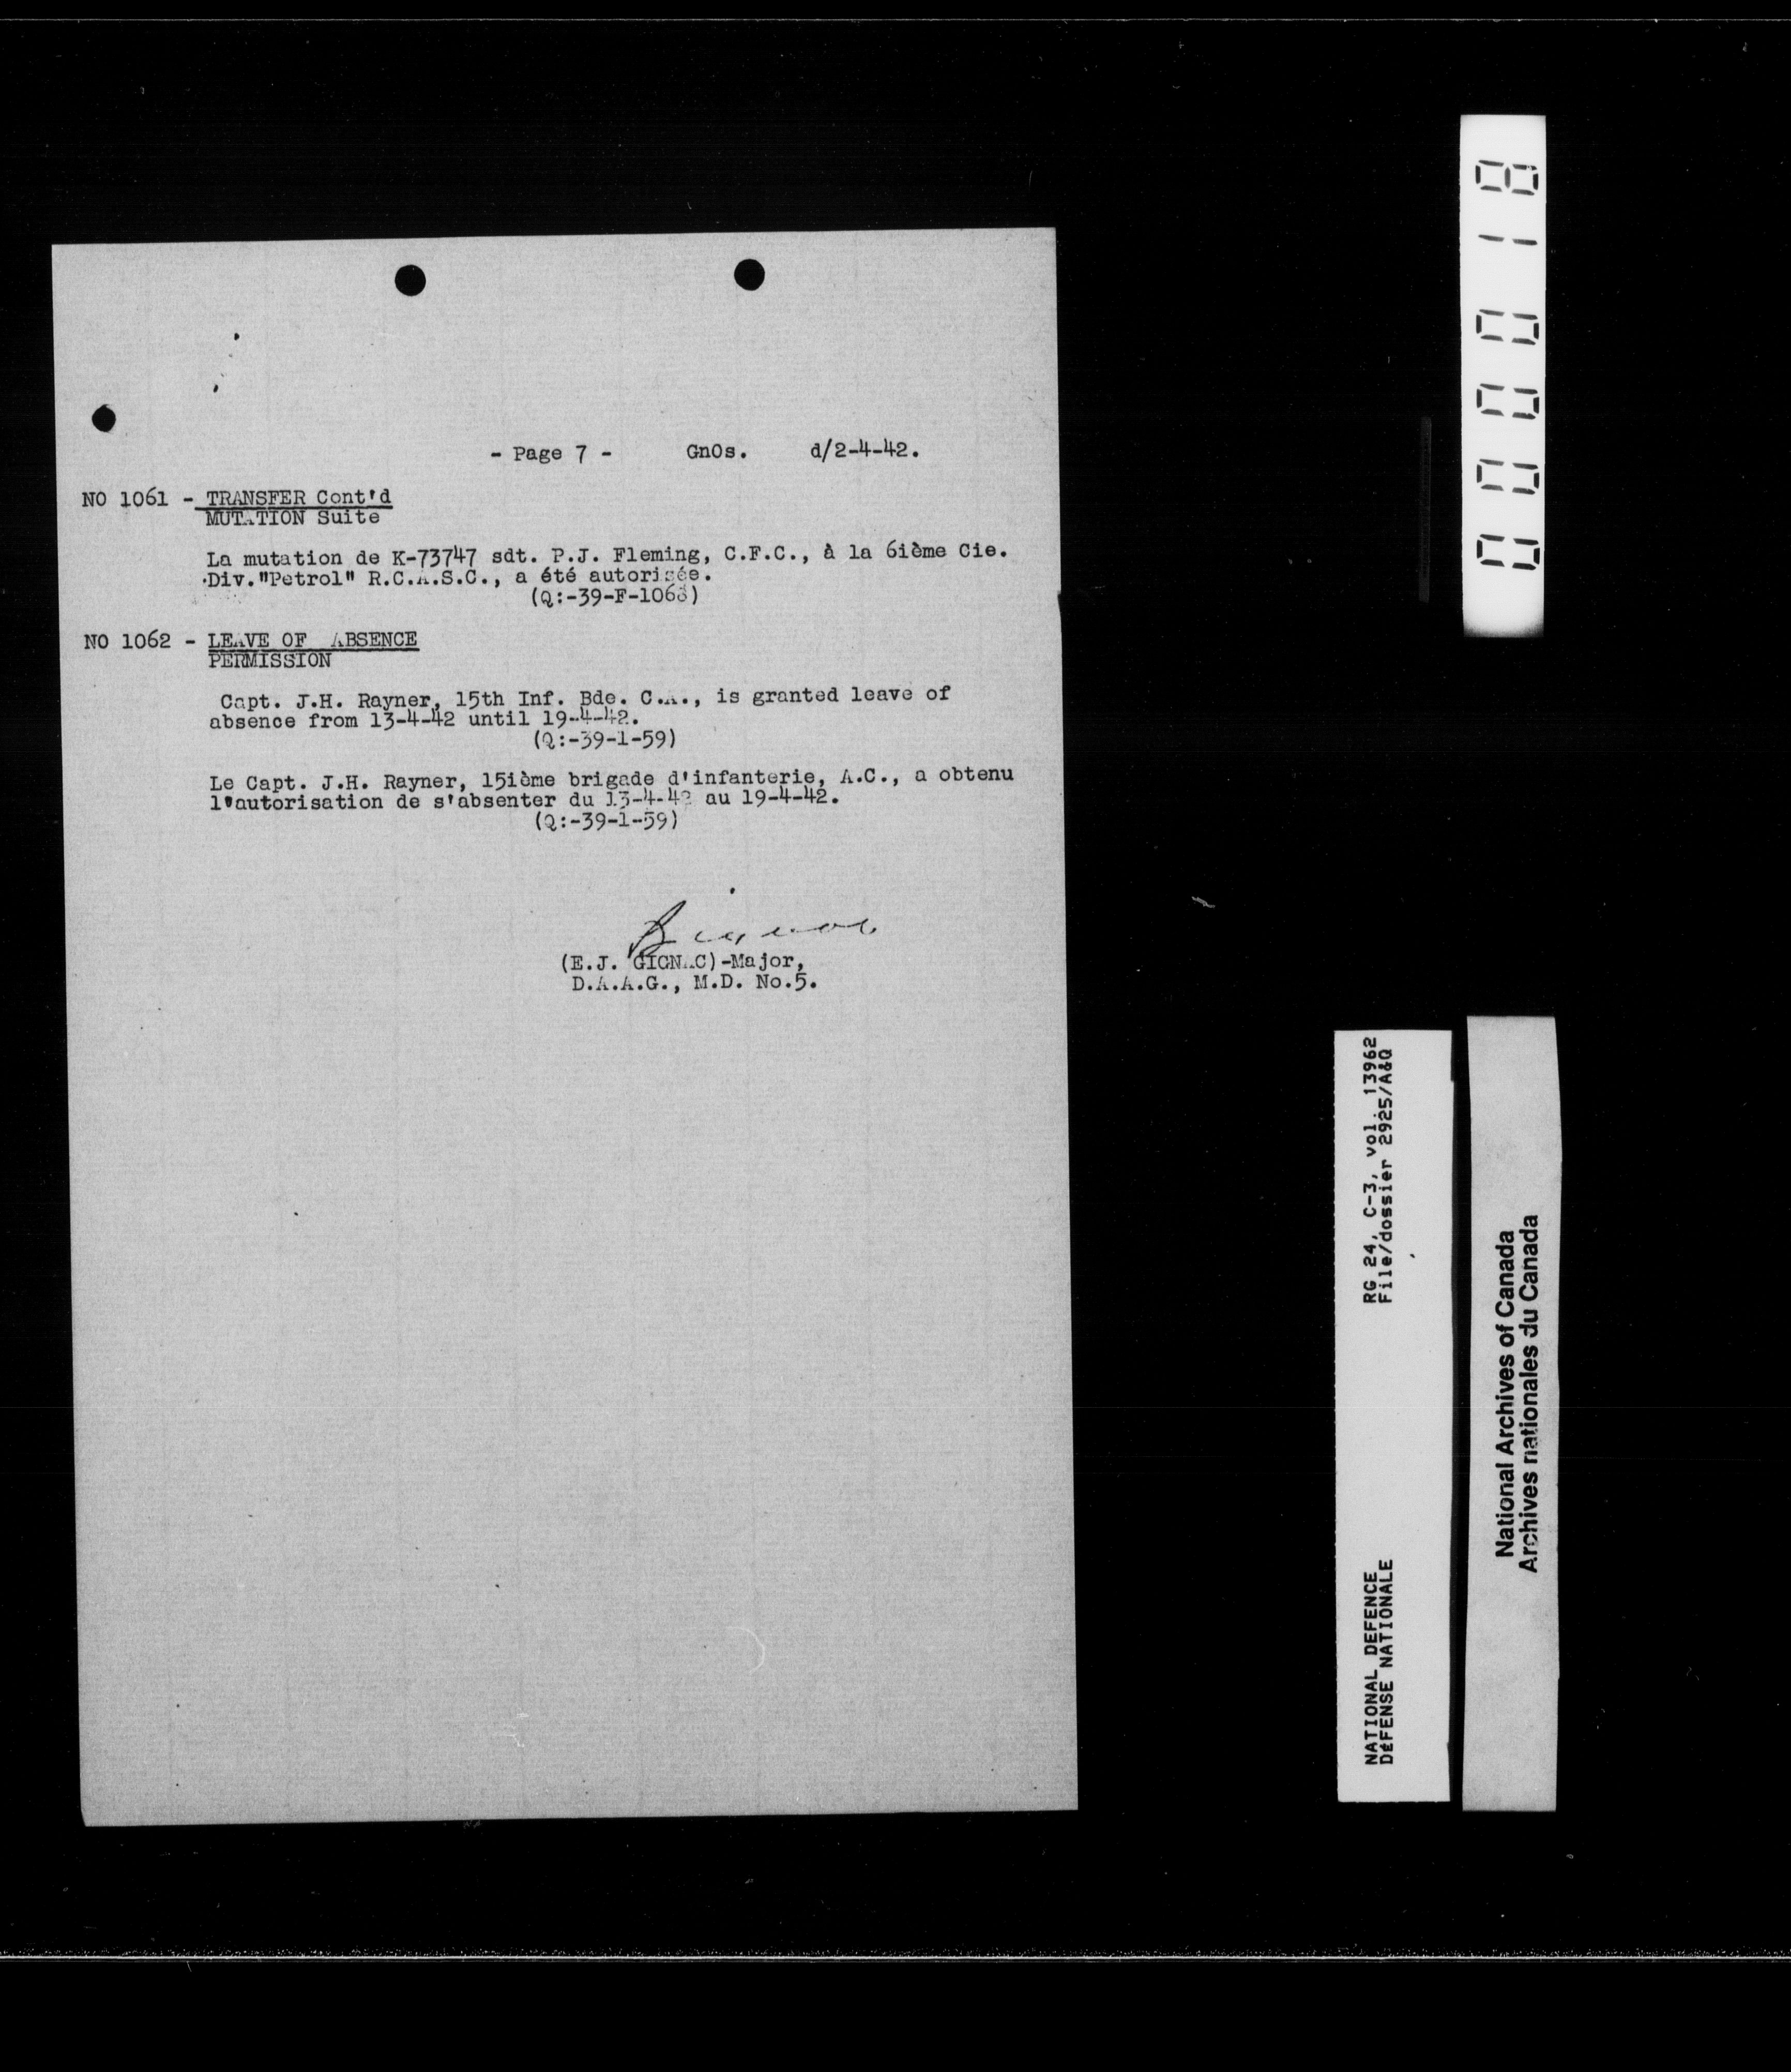 - Page 7 - GnOs. d/2-4-42.
NO 1061 - TRANSFER Cont'd
MUTATION Suite
La mutation de K-73747 sdt. P.J. Fleming, C.F.C., à la 6ième Cie.
Div."Petrol" R.C.A.S.C., a été autorisée.
(Q:-39-F-1068)
NO 1062 - LEAVE OF ABSENCE
PERMISSION
Capt. J.H. Rayner, 15th Inf. Bde. C.A., is granted leave of
absence from 13-4-42 until 19-4-42.
(Q:-39-1-59)
Le Capt. J.H. Rayner, 15ième brigade d'infanterie, A.C., a obtenu
l'autorisation de s'absenter du 13-4-42 au 19-4-42.
(Q:-39-1-59)
(E.J. GIGNAC)-Major,
D.A.A.G., M.D. No.5.
000018
RG 24, C-3, vol. 13962
File/dossier 2925/A&Q
NATIONAL DEFENCE
DÉFENSE NATIONALE
National Archives of Canada
Archives nationales du Canada